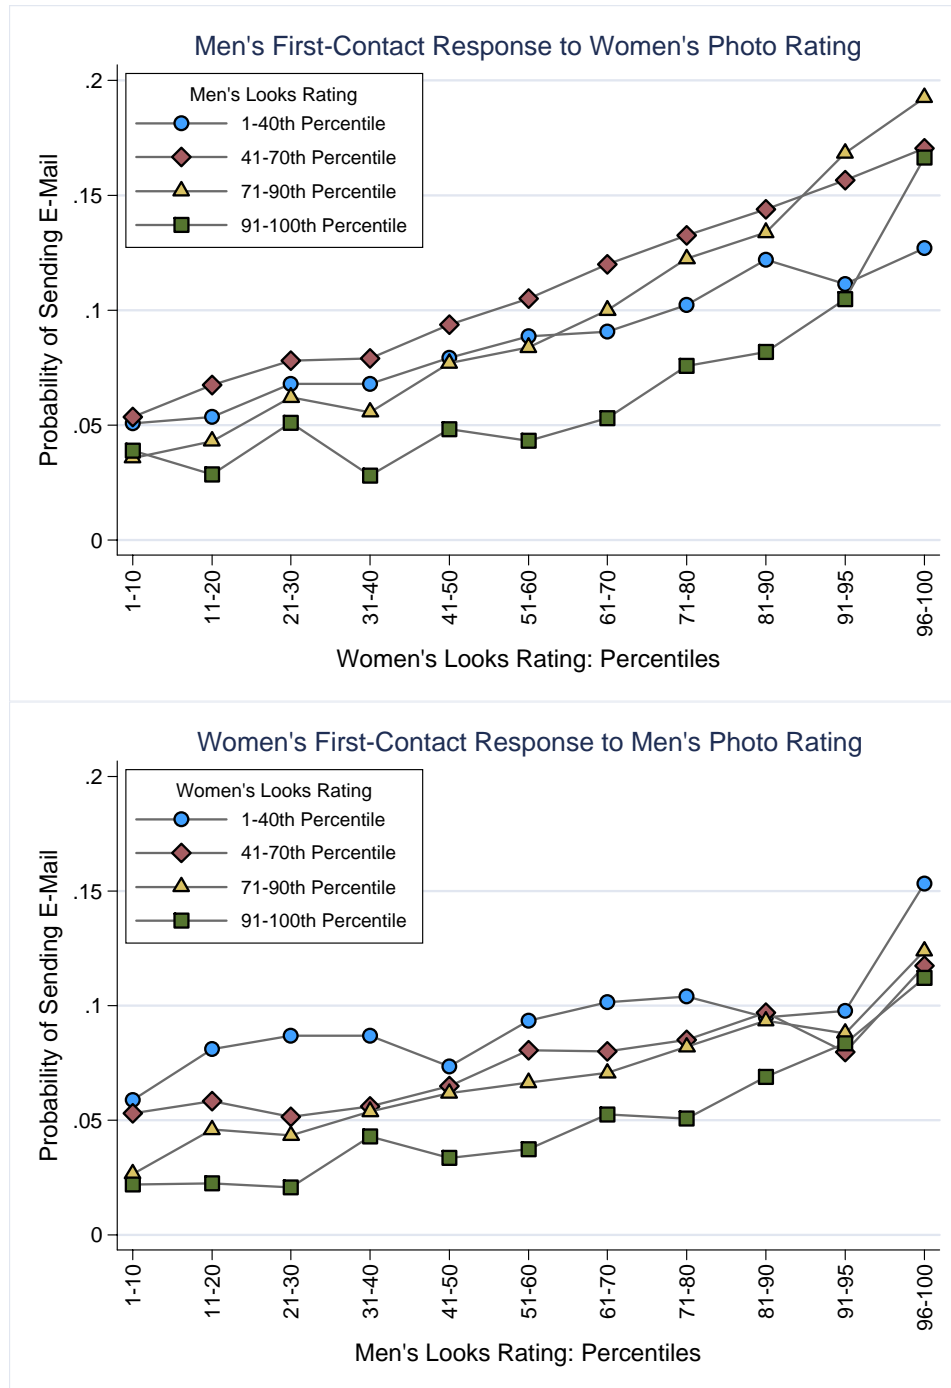 Men's First-Contact Response to Women's Photo Rating
Men's Looks Rating
1-40th Percentile
41-70th Percentile
71-90th Percentile
91-100th Percentile
Probability of Sending E-Mail
.2
.15
.1
.05
0
1-10
11-20
21-30
31-40
41-50
51-60
61-70
71-80
81-90
91-95
96-100
Women's Looks Rating: Percentiles
Women's First-Contact Response to Men's Photo Rating
Women's Looks Rating
1-40th Percentile
41-70th Percentile
71-90th Percentile
91-100th Percentile
Probability of Sending E-Mail
.2
.15
.1
.05
0
1-10
11-20
21-30
31-40
41-50
51-60
61-70
71-80
81-90
91-95
96-100
Men's Looks Rating: Percentiles